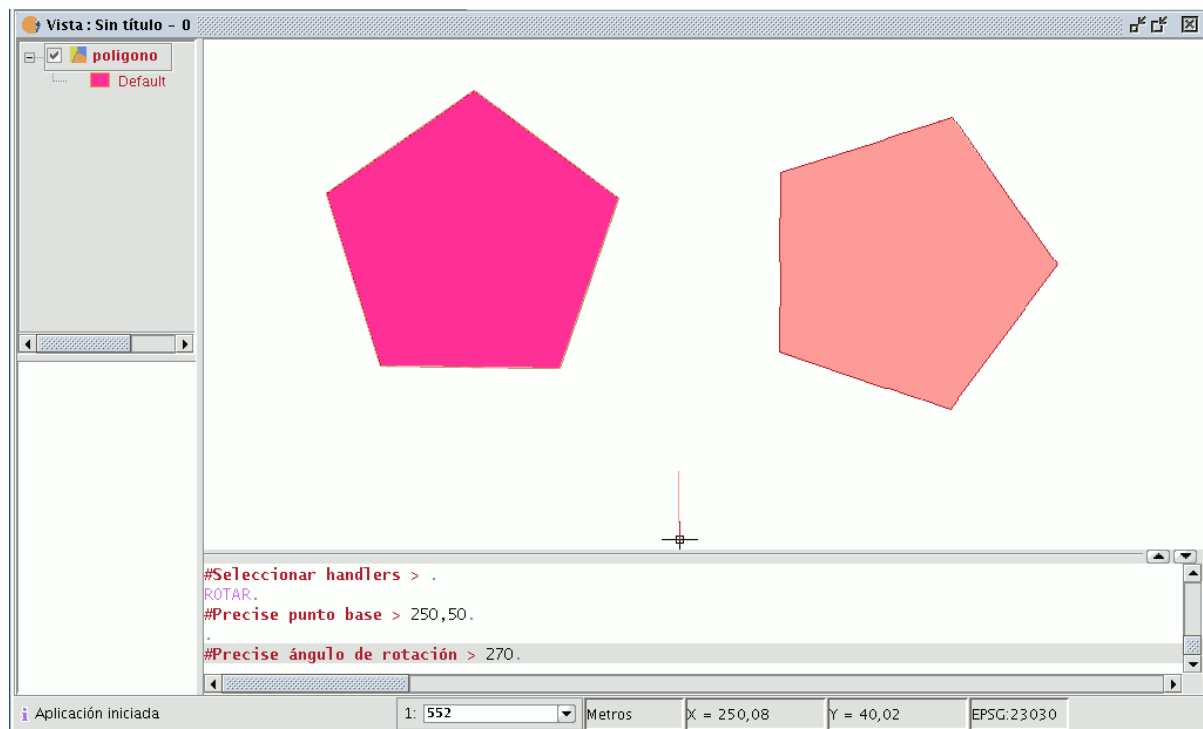 Vista : Sin título - 0
poligono
Default
#Seleccionar handlers > .
ROTAR.
#Precise punto base > 250,50.
.
#Precise ángulo de rotación > 270.
Aplicación iniciada
1: 552
Metros
X = 250,08
Y = 40,02
EPSG:23030